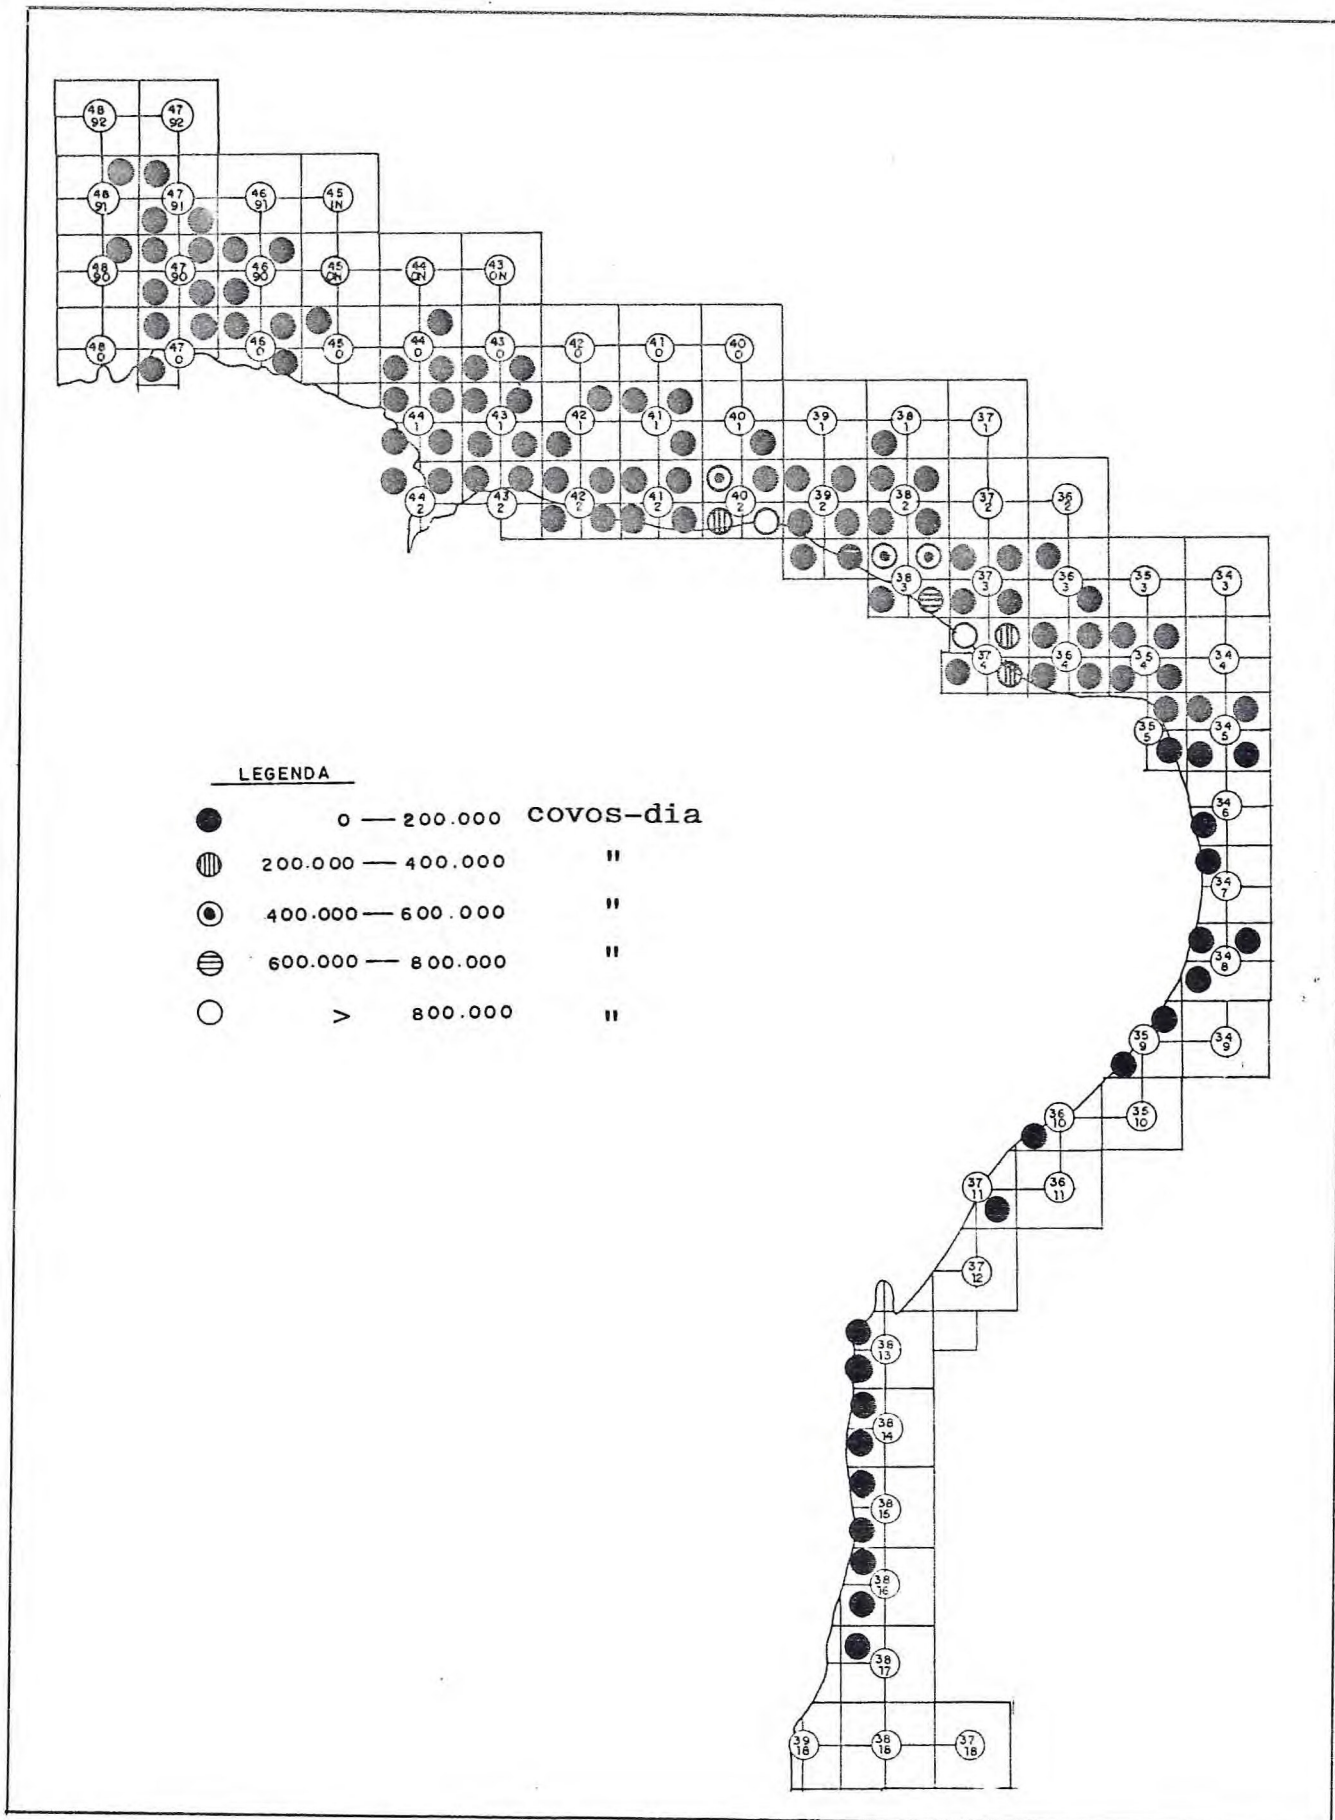 48 47
92 92
48 47 46 45
91 91 91 1N
48 47 46 45 44 43
90 90 90 0N 0N 0N
48 47 46 45 44 43 42 41 40
0 0 0 0 0 0 0 0 0
44 43 42 41 40 39 38 37
1 1 1 1 1 1 1 1
44 43 42 41 40 39 38 37 36
2 2 2 2 2 2 2 2 2
38 37 36 35 34
3 3 3 3 3
37 36 35 34
4 4 4 4
35 34
5 5
LEGENDA
0 — 200.000 covos-dia
200.000 — 400.000 "
400.000 — 600.000 "
600.000 — 800.000 "
> 800.000 "
34
6
34
7
34
8
35 34
9 9
36 35
10 10
37 36
11 11
37
12
38
13
38
14
38
15
38
16
38
17
39 38 37
18 18 18